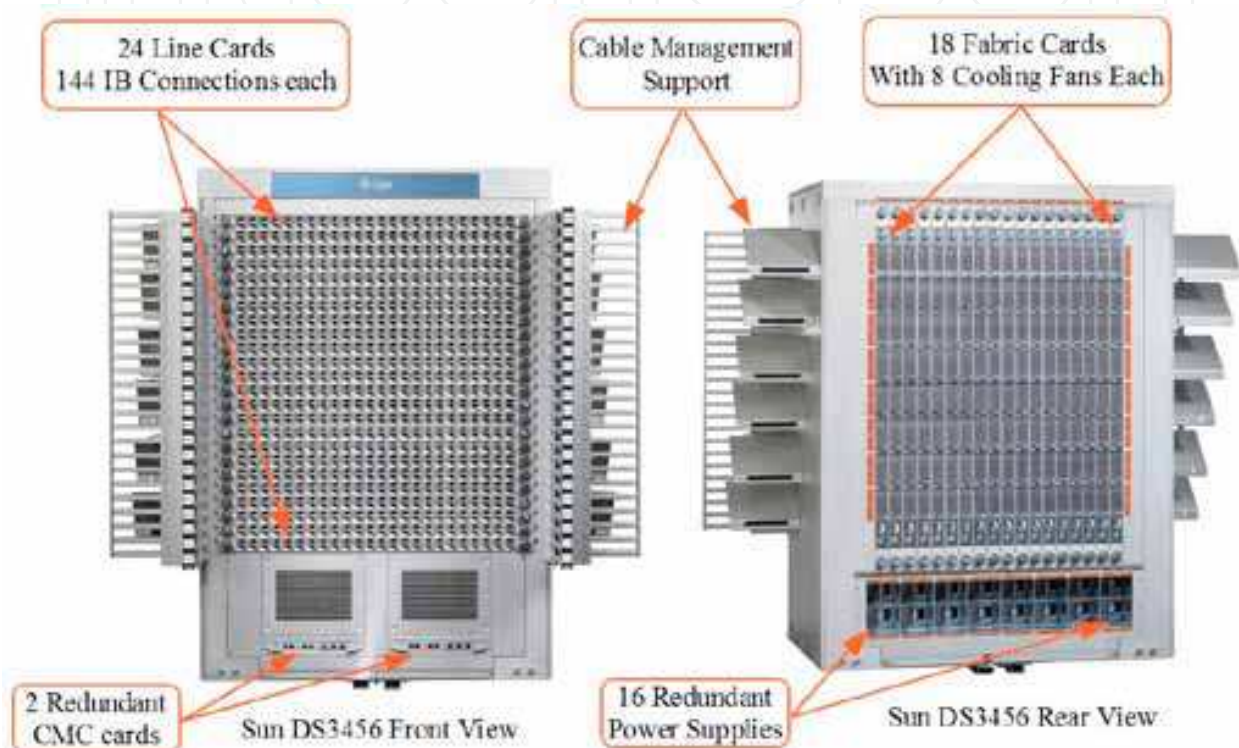 24 Line Cards
144 IB Connections each
Cable Management
Support
18 Fabric Cards
With 8 Cooling Fans Each
2 Redundant
CMC cards
Sun DS3456 Front View
16 Redundant
Power Supplies
Sun DS3456 Rear View